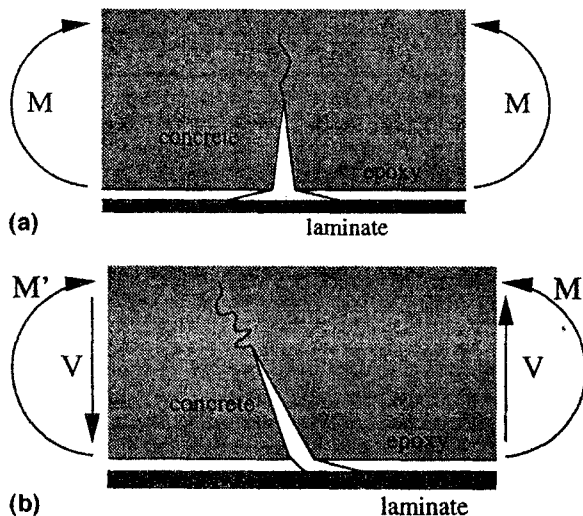 M
M
concrete
epoxy
(a)
laminate
M'
M
V
V
concrete
epoxy
(b)
laminate